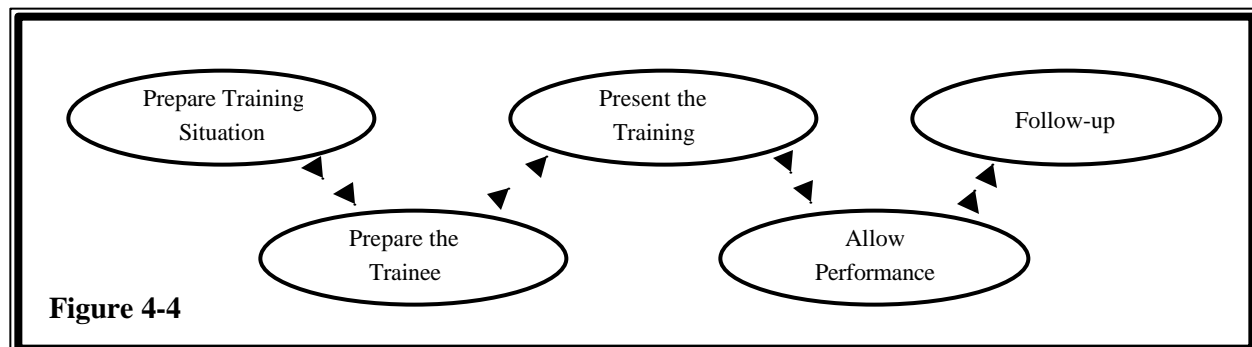 Prepare Training
Situation
Prepare the
Trainee
Present the
Training
Allow
Performance
Follow-up
Figure 4-4